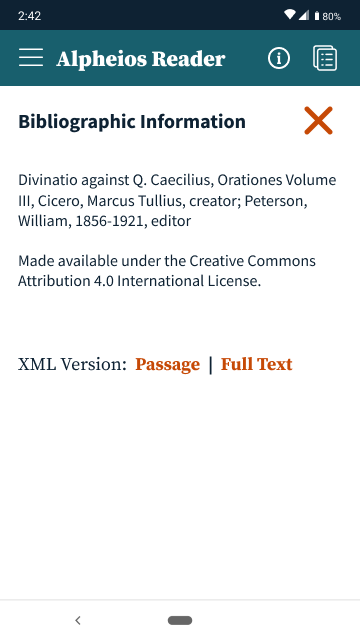 2:42
80%
Alpheios Reader
Bibliographic Information
Divinatio against Q. Caecilius, Orationes Volume
III, Cicero, Marcus Tullius, creator; Peterson,
William, 1856-1921, editor
Made available under the Creative Commons
Attribution 4.0 International License.
XML Version: Passage | Full Text